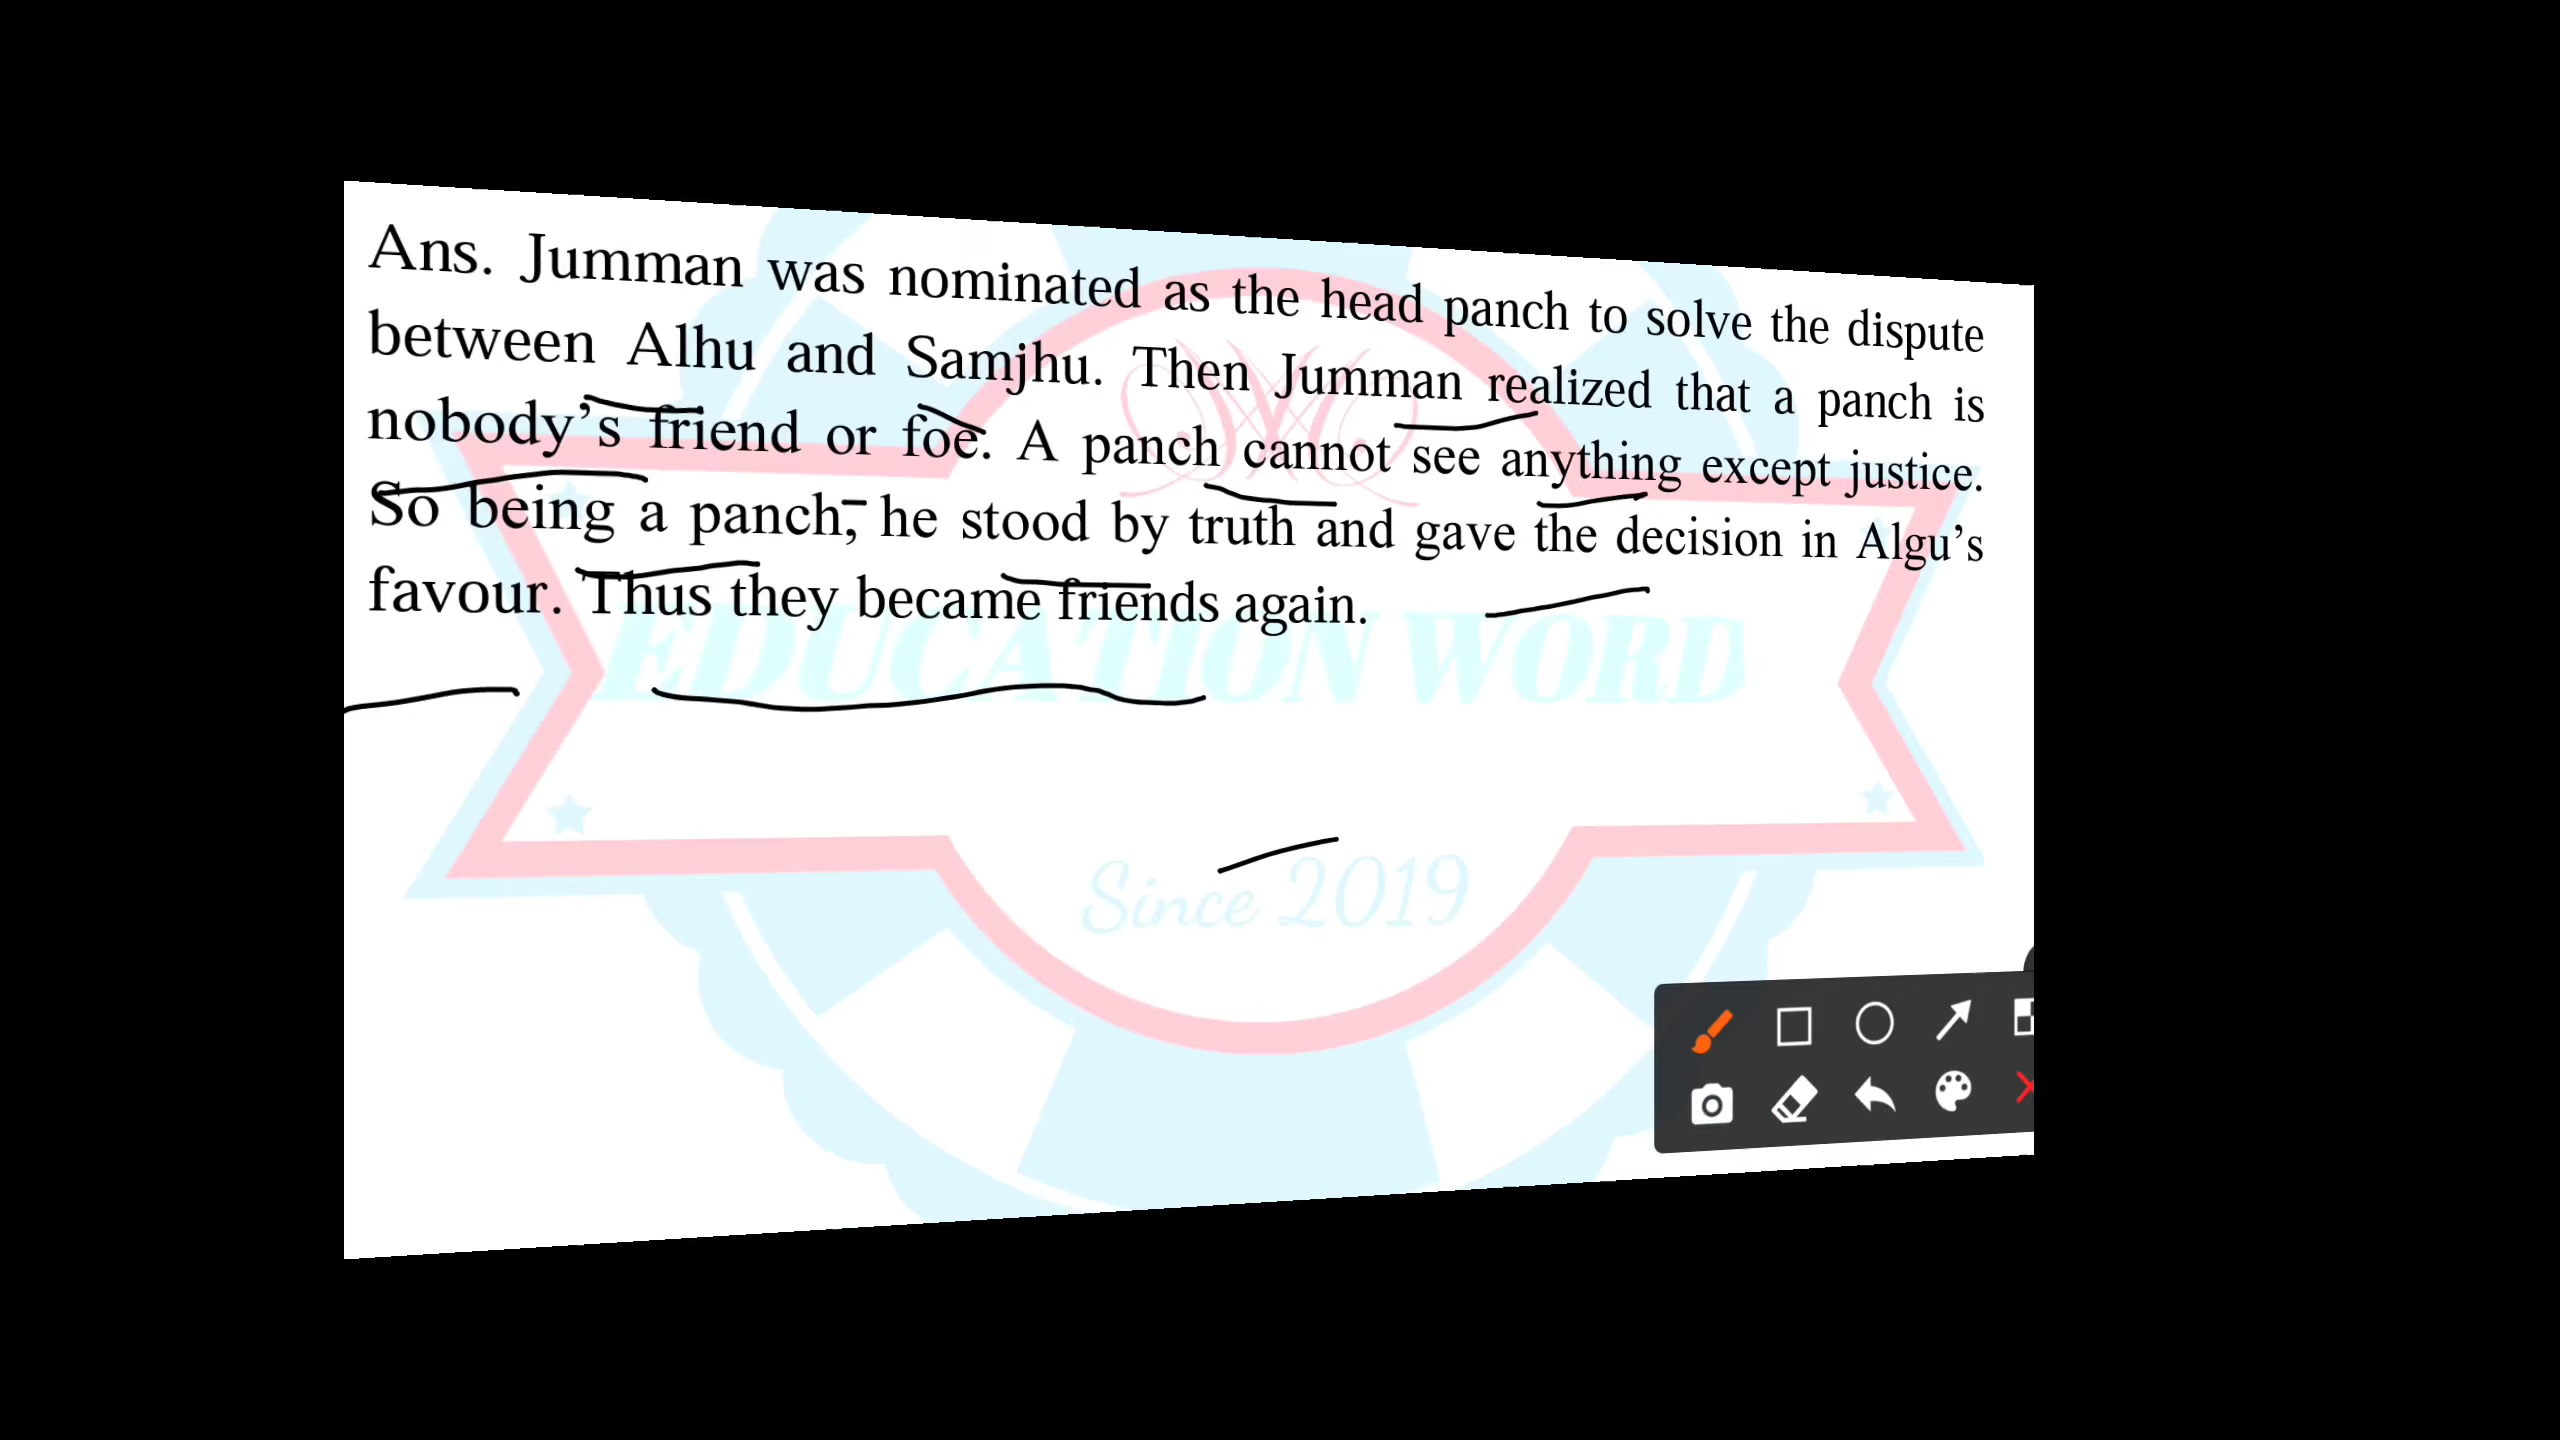 Ans. Jumman was nominated as the head panch to solve the dispute
between Alhu and Samjhu. Then Jumman realized that a panch is
nobody’s friend or foe. A panch cannot see anything except justice.
So being a panch, he stood by truth and gave the decision in Algu’s
favour. Thus they became friends again.
EDUCATION WORD
Since 2019